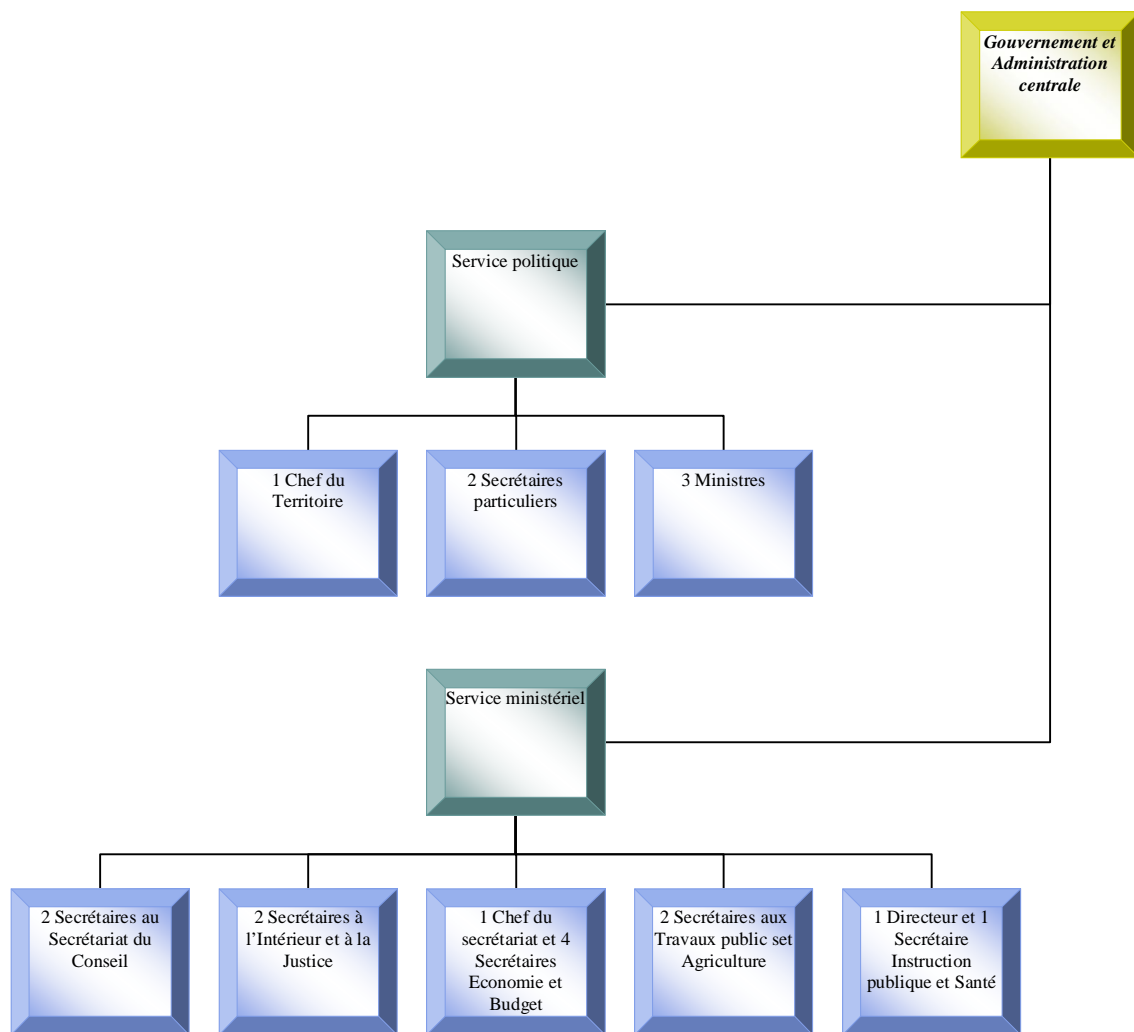 Gouvernement et
Administration
centrale
Service politique
1 Chef du
Territoire
2 Secrétaires
particuliers
3 Ministres
Service ministériel
2 Secrétaires au
Secrétariat du
Conseil
2 Secrétaires à
l’Intérieur et à la
Justice
1 Chef du
secrétariat et 4
Secrétaires
Economie et
Budget
2 Secrétaires aux
Travaux public set
Agriculture
1 Directeur et 1
Secrétaire
Instruction
publique et Santé